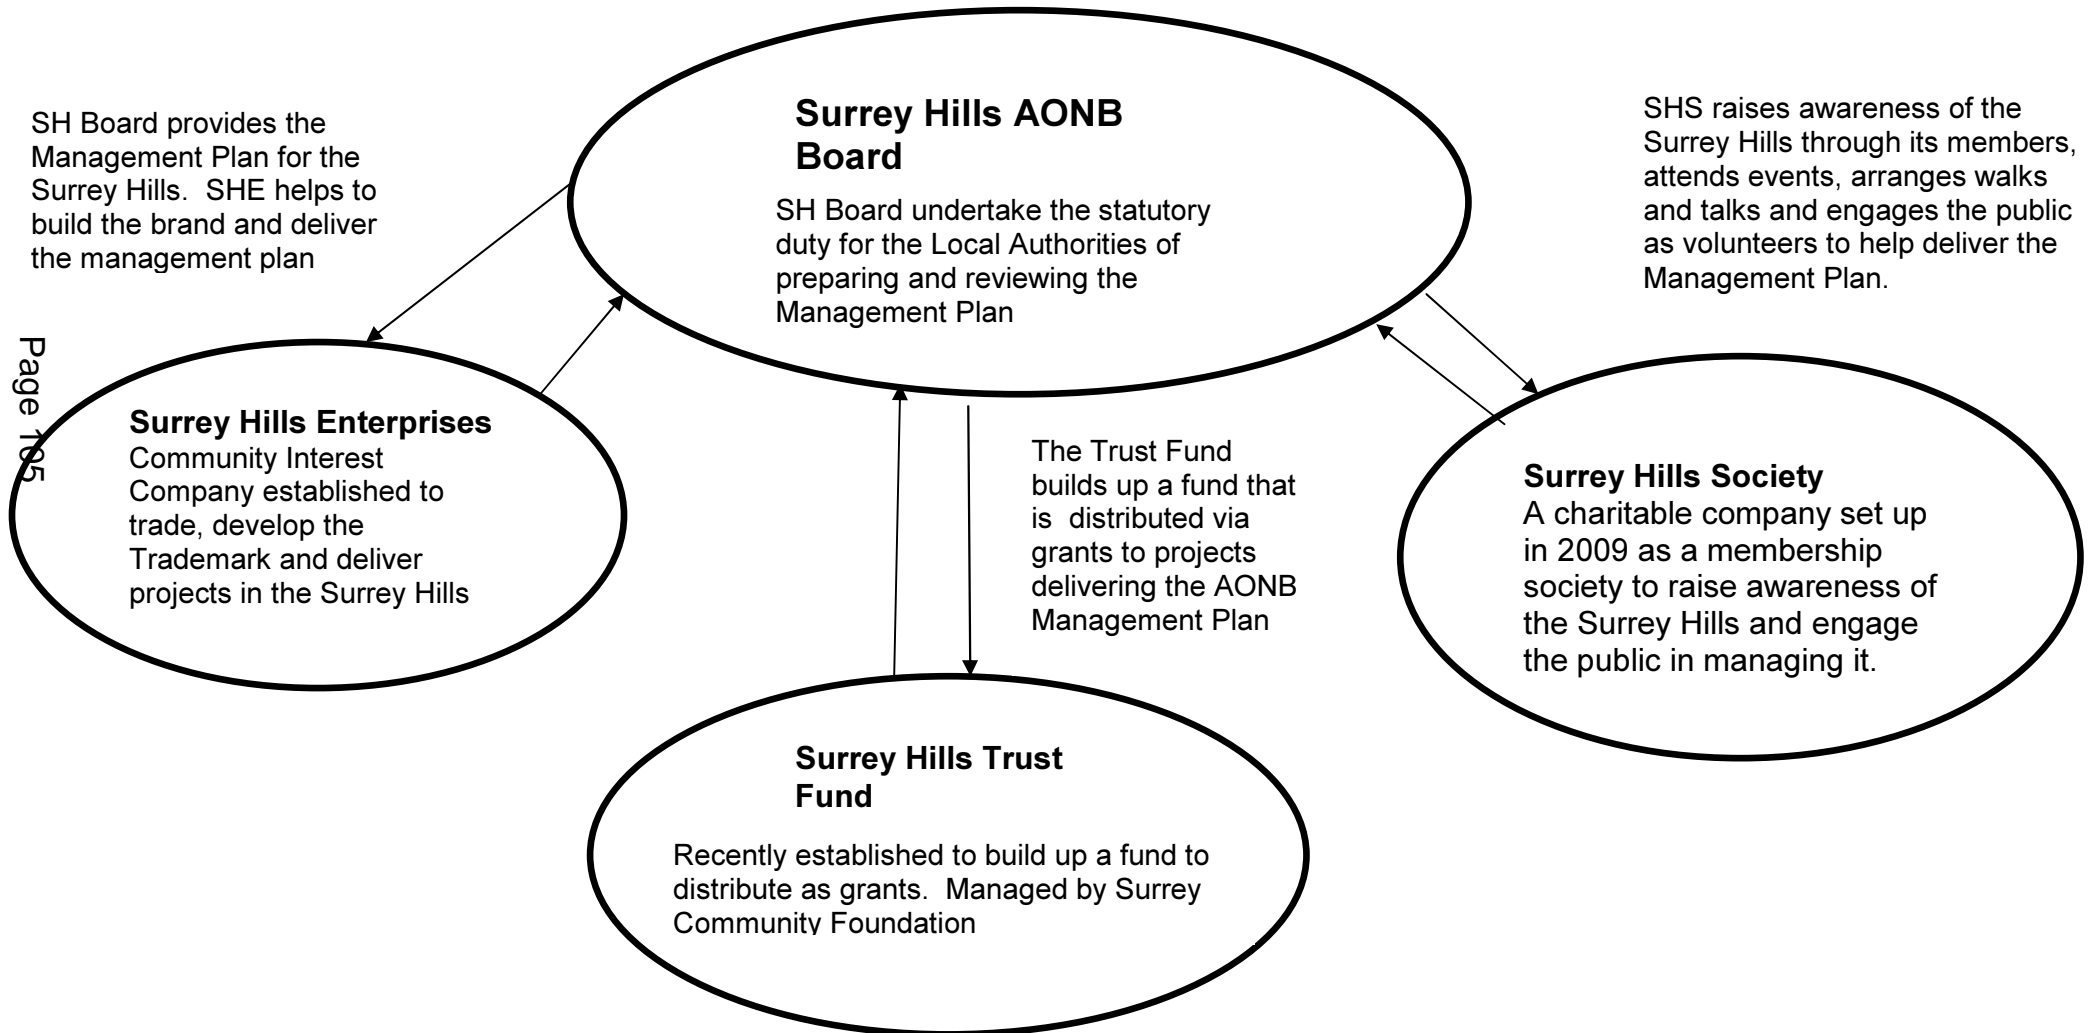 SH Board provides the
Management Plan for the
Surrey Hills.  SHE helps to
build the brand and deliver
the management plan
Surrey Hills AONB
Board
SH Board undertake the statutory
duty for the Local Authorities of
preparing and reviewing the
Management Plan
SHS raises awareness of the
Surrey Hills through its members,
attends events, arranges walks
and talks and engages the public
as volunteers to help deliver the
Management Plan.
Page 105
Surrey Hills Enterprises
Community Interest
Company established to
trade, develop the
Trademark and deliver
projects in the Surrey Hills
The Trust Fund
builds up a fund that
is  distributed via
grants to projects
delivering the AONB
Management Plan
Surrey Hills Society
A charitable company set up
in 2009 as a membership
society to raise awareness of
the Surrey Hills and engage
the public in managing it.
Surrey Hills Trust
Fund
Recently established to build up a fund to
distribute as grants.  Managed by Surrey
Community Foundation